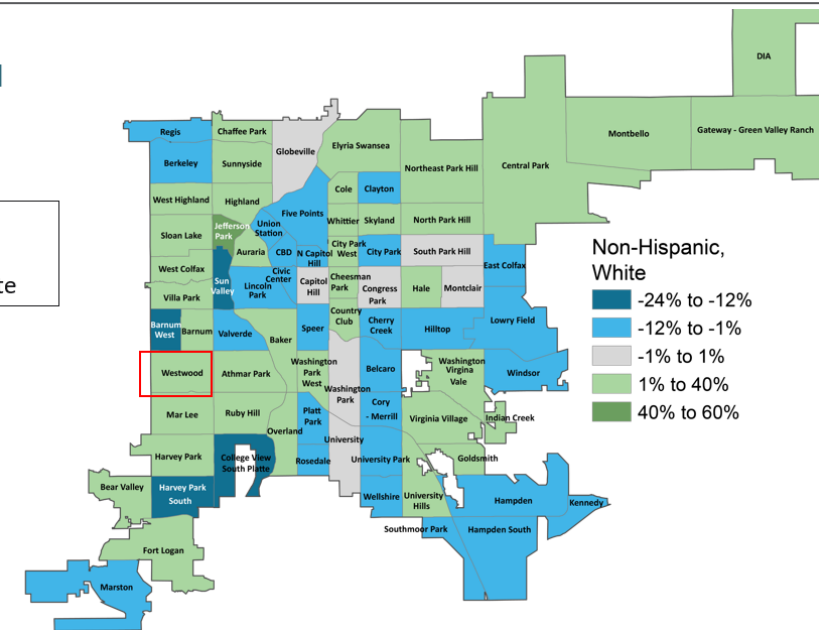 DIA
Regis
Chaffee Park
Globeville
Elyria Swansea
Montbello
Gateway - Green Valley Ranch
Berkeley
Sunnyside
Northeast Park Hill
Central Park
Cole
Clayton
West Highland
Highland
Five Points
Whittier
Skyland
North Park Hill
Jefferson
Park
Union
Station
Sloan Lake
Auraria
CBD
N Capitol
Hill
City Park
West
City Park
South Park Hill
te
West Colfax
Sun
Valley
Civic
Center
Lincoln
Park
Capitol
Hill
Cheesman
Park
Congress
Park
Hale
Montclair
East Colfax
Villa Park
Country
Club
Barnum
West
Barnum
Valverde
Baker
Speer
Cherry
Creek
Hilltop
Lowry Field
Westwood
Athmar Park
Washington
Park
West
Washington
Park
Belcaro
Washington
Virgina
Vale
Windsor
Mar Lee
Ruby Hill
Overland
Platt
Park
Cory
- Merrill
Virginia Village
Indian Creek
University
Harvey Park
College View
South Platte
Rosedale
University Park
Goldsmith
Bear Valley
Harvey Park
South
Wellshire
University
Hills
Hampden
Kennedy
Southmoor Park
Hampden South
Fort Logan
Marston
Non-Hispanic,
White
-24% to -12%
-12% to -1%
-1% to 1%
1% to 40%
40% to 60%